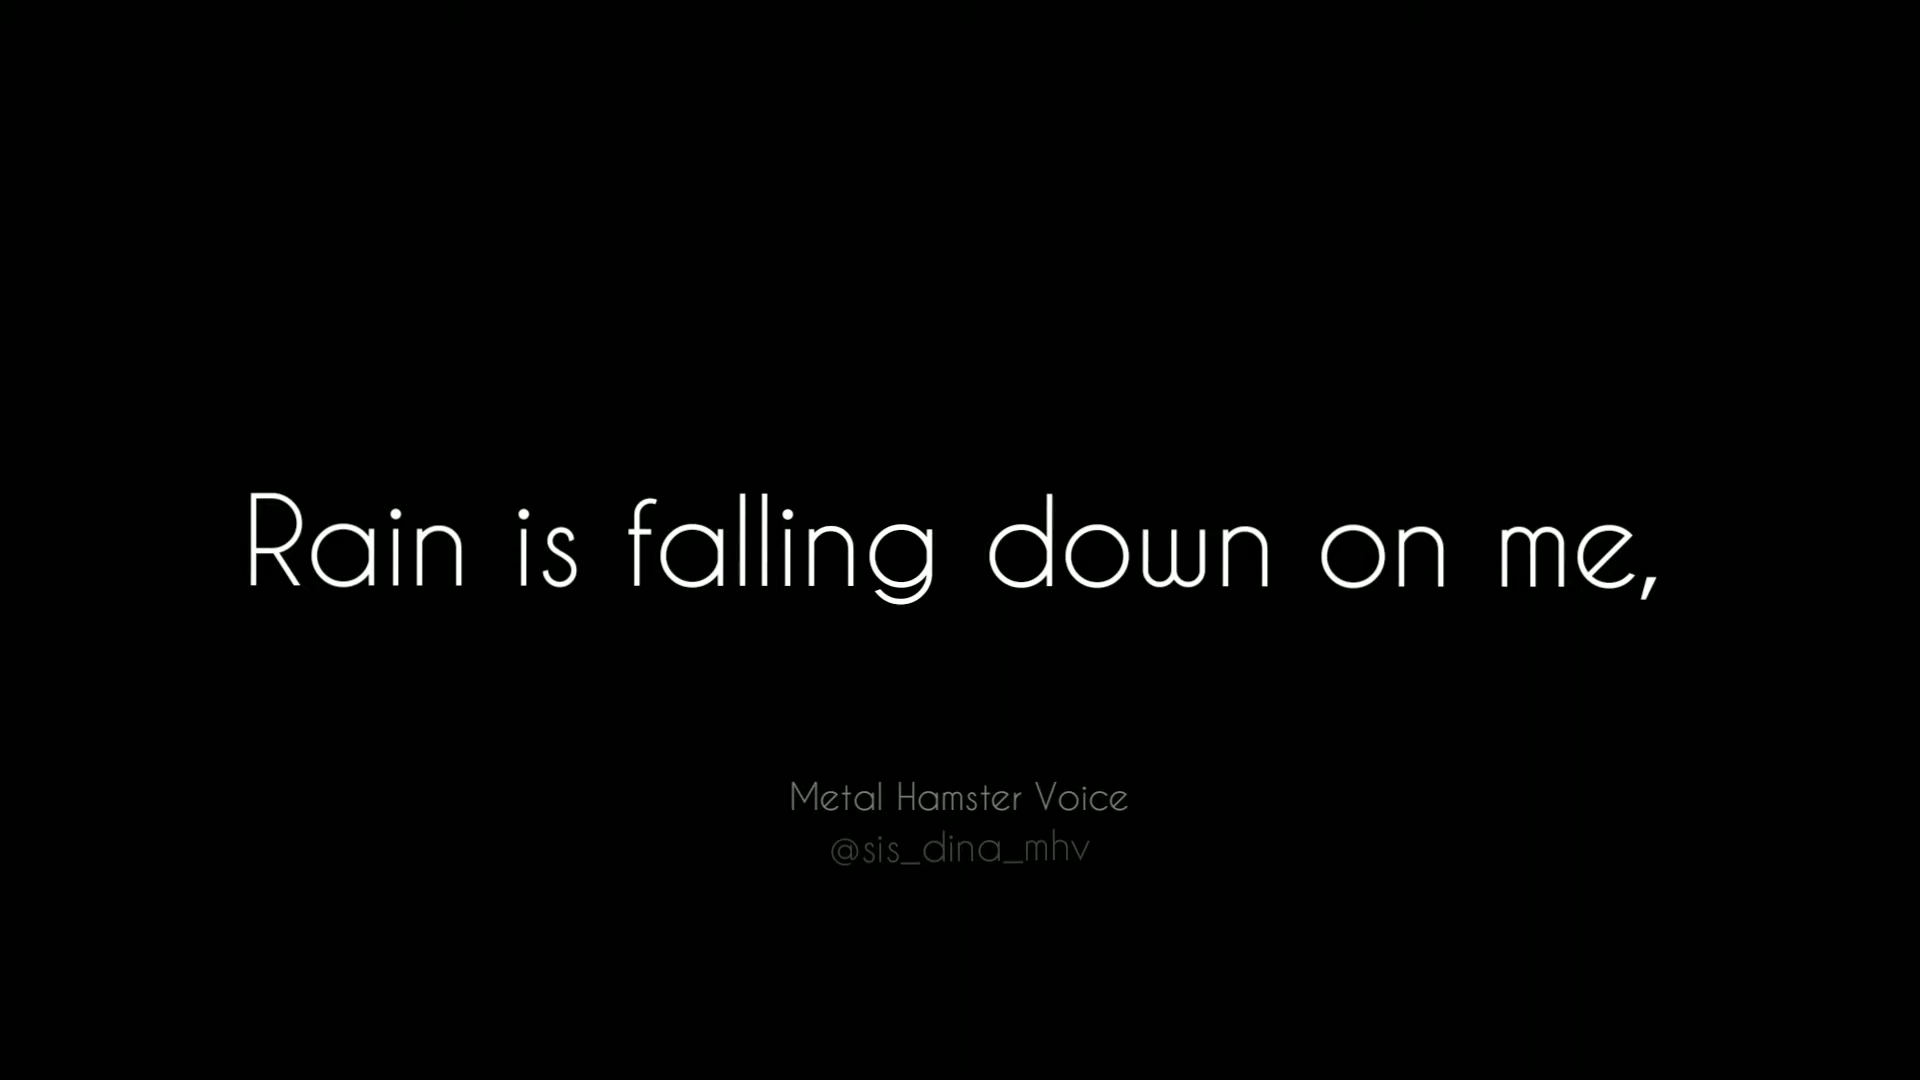 Rain is falling down on me,
Metal Hamster Voice
@sis_dina_mhv